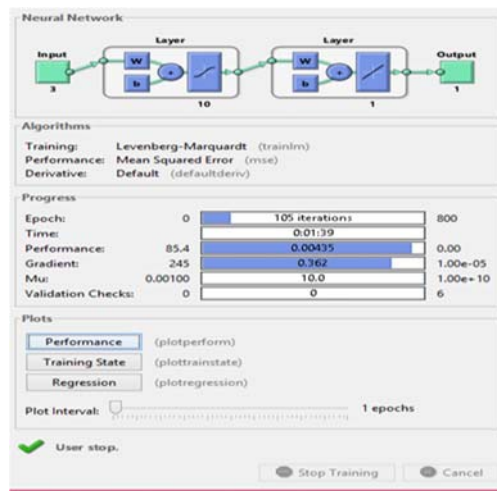 Neural Network
Layer Layer
Input Output
W W
b b
3 10 1 1
Algorithms
Training: Levenberg-Marquardt (trainlm)
Performance: Mean Squared Error (mse)
Derivative: Default (defaultderiv)
Progress
Epoch: 0 105 iterations 800
Time: 0:01:39
Performance: 85.4 0.00435 0.00
Gradient: 245 0.362 1.00e-05
Mu: 0.00100 10.0 1.00e+10
Validation Checks: 0 0 6
Plots
Performance (plotperform)
Training State (plottrainstate)
Regression (plotregression)
Plot Interval: 1 epochs
User stop.
Stop Training Cancel